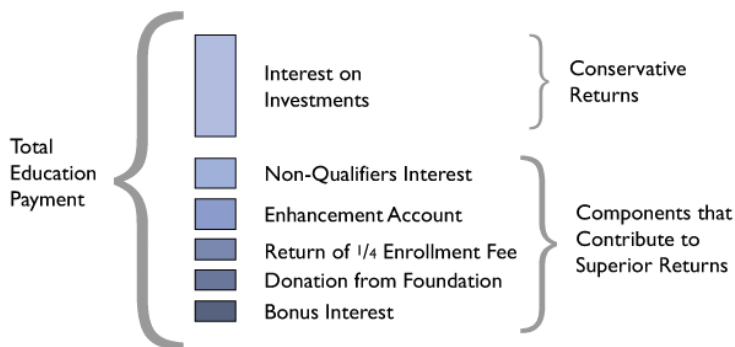 Total
Education
Payment
Interest on
Investments
Conservative
Returns
Non-Qualifiers Interest
Enhancement Account
Return of 1/4 Enrollment Fee
Donation from Foundation
Bonus Interest
Components that
Contribute to
Superior Returns